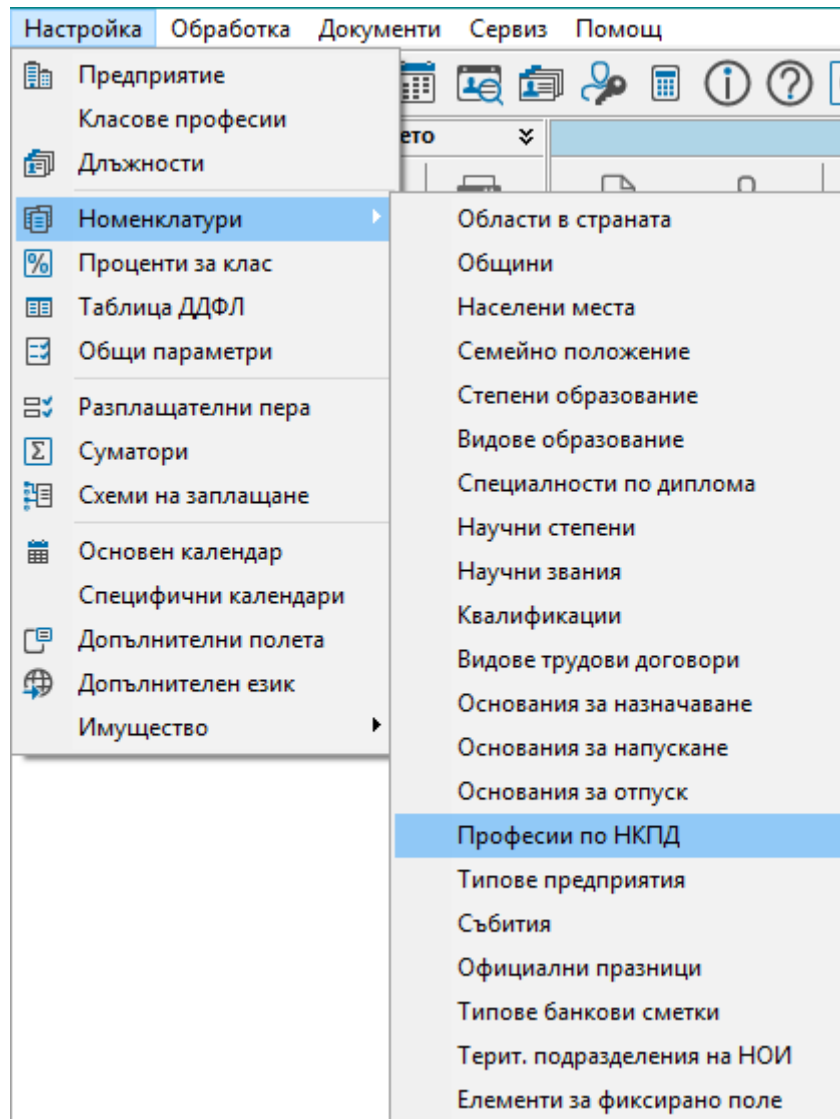 Настройка Обработка Документи Сервиз Помощ
Предприятие
Класове професии
Длъжности
Номенклатури
Проценти за клас
Таблица ДДФЛ
Общи параметри
Разплащателни пера
Суматори
Схеми на заплащане
Основен календар
Специфични календари
Допълнителни полета
Допълнителен език
Имущество
Области в страната
Общини
Населени места
Семейно положение
Степени образование
Видове образование
Специалности по диплома
Научни степени
Научни звания
Квалификации
Видове трудови договори
Основания за назначаване
Основания за напускане
Основания за отпуск
Професии по НКПД
Типове предприятия
Събития
Официални празници
Типове банкови сметки
Терит. подразделения на НОИ
Елементи за фиксирано поле